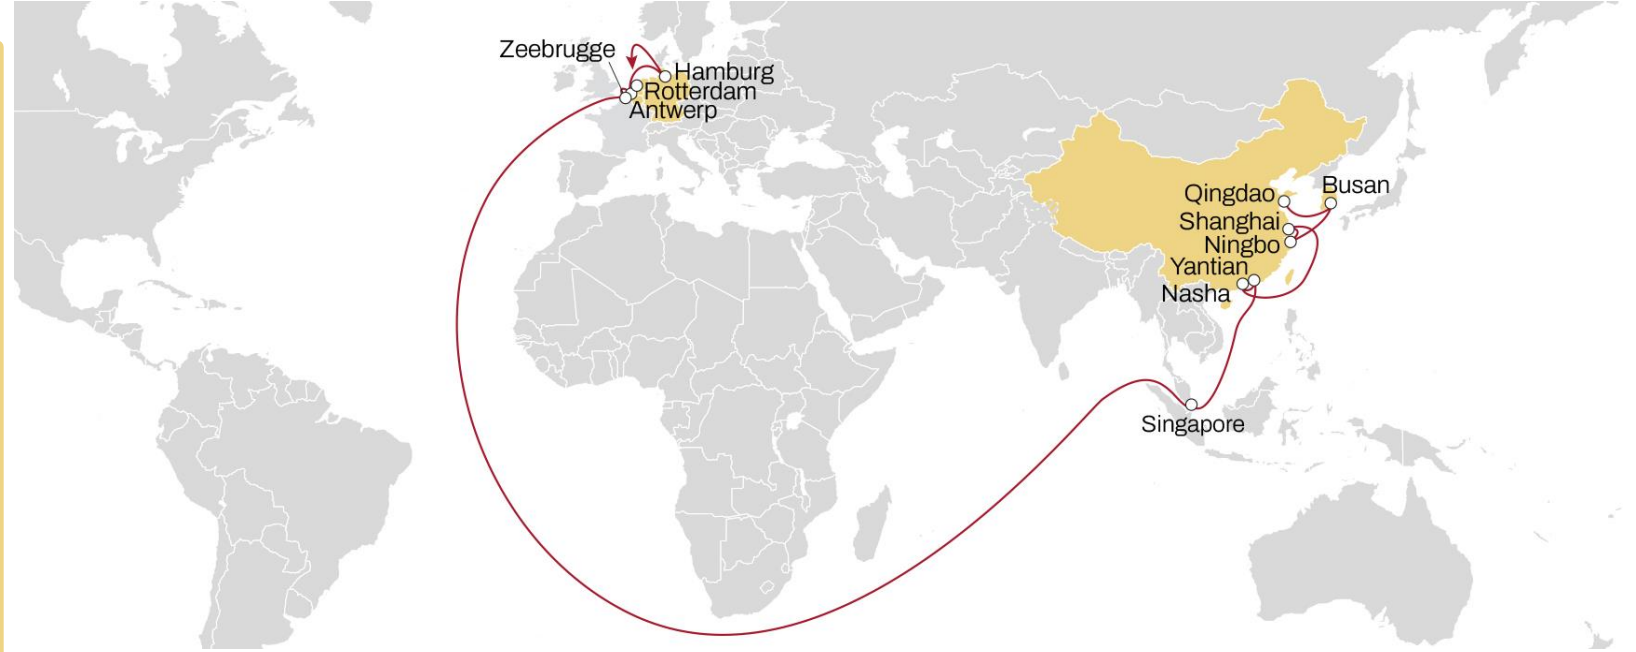 Zeebrugge
Hamburg
Rotterdam
Antwerp
Qingdao
Busan
Shanghai
Ningbo
Yantian
Nasha
Singapore